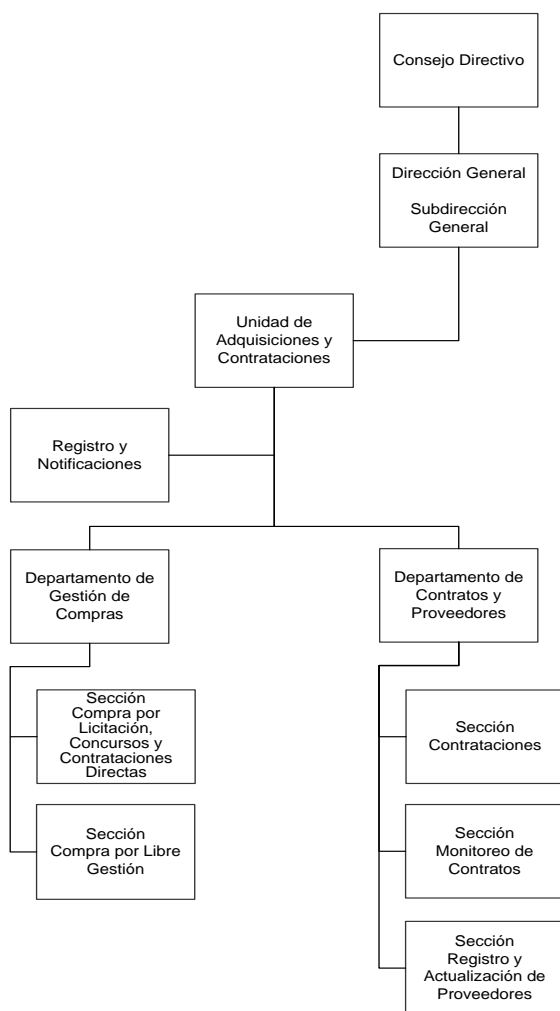 Consejo Directivo
Dirección General
Subdirección
General
Unidad de
Adquisiciones y
Contrataciones
Registro y
Notificaciones
Departamento de
Gestión de
Compras
Departamento de
Contratos y
Proveedores
Sección
Compra por
Licitación,
Concursos y
Contrataciones
Directas
Sección
Compra por Libre
Gestión
Sección
Contrataciones
Sección
Monitoreo de
Contratos
Sección
Registro y
Actualización de
Proveedores